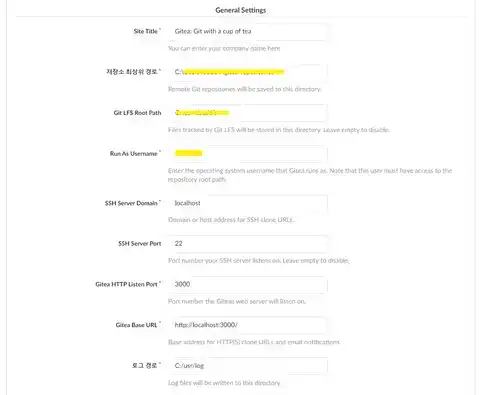 General Settings
Site Title *
Gitea: Git with a cup of tea
You can enter your company name here.
저장소 최상위 경로 *
C:\
Remote Git repositories will be saved to this directory.
Git LFS Root Path
Files tracked by Git LFS will be stored in this directory. Leave empty to disable.
Run As Username *
Enter the operating system username that Gitea runs as. Note that this user must have access to the
repository root path.
SSH Server Domain *
localhost
Domain or host address for SSH clone URLs.
SSH Server Port
22
Port number your SSH server listens on. Leave empty to disable.
Gitea HTTP Listen Port *
3000
Port number the Giteas web server will listen on.
Gitea Base URL *
http://localhost:3000/
Base address for HTTP(S) clone URLs and email notifications.
로그 경로 *
C:/usr/log
Log files will be written to this directory.